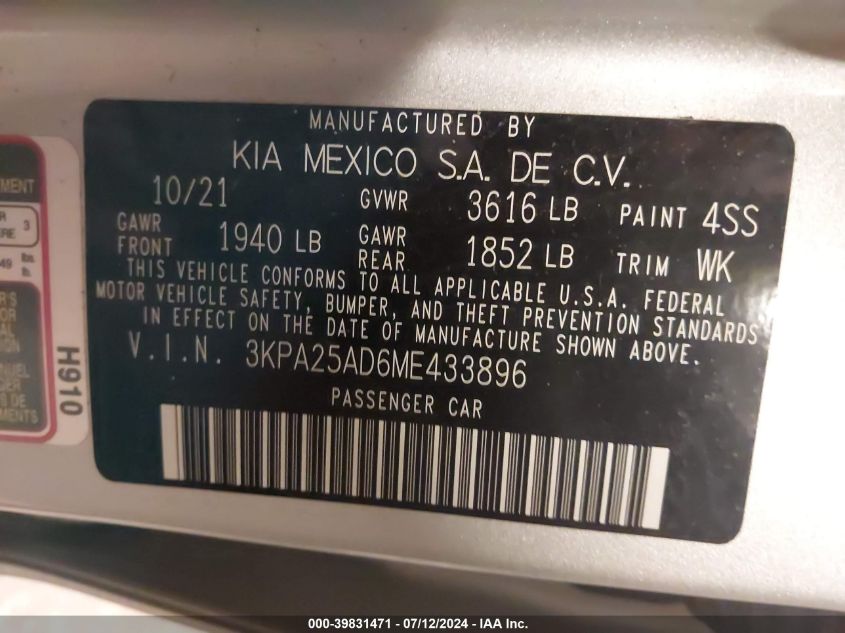 MANUFACTURED BY
KIA MEXICO S.A. DE C.V.
10/21 GVWR 3616 LB PAINT 4SS
GAWR FRONT 1940 LB GAWR REAR 1852 LB TRIM WK
THIS VEHICLE CONFORMS TO ALL APPLICABLE U.S.A. FEDERAL
MOTOR VEHICLE SAFETY, BUMPER, AND THEFT PREVENTION STANDARDS
IN EFFECT ON THE DATE OF MANUFACTURE SHOWN ABOVE.
V.I.N. 3KPA25AD6ME433896
PASSENGER CAR
H910
3
lbs.
000-39831471 - 07/12/2024 - IAA Inc.